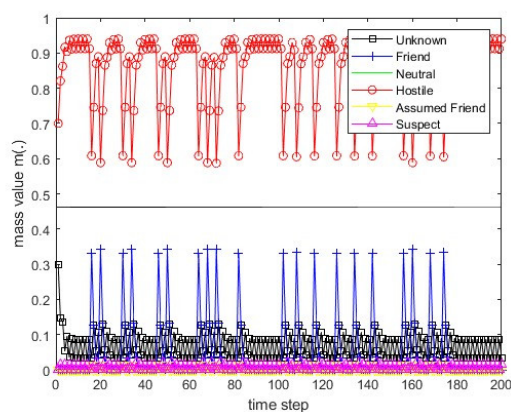 mass value m(.)
1
0.9
0.8
0.7
0.6
0.5
0.4
0.3
0.2
0.1
0
0 20 40 60 80 100 120 140 160 180 200
time step
Unknown
Friend
Neutral
Hostile
Assumed Friend
Suspect